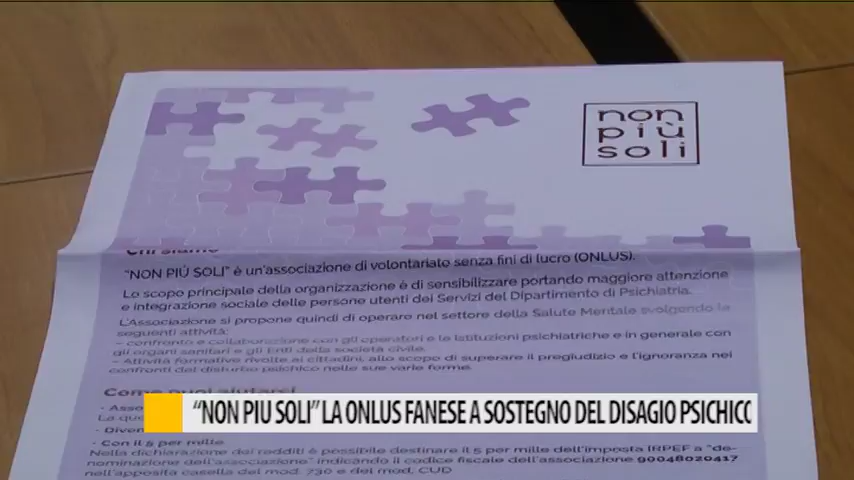 non
più
soli
Chi siamo
"NON PIÙ SOLI" è un'associazione di volontariato senza fini di lucro (ONLUS).
Lo scopo principale della organizzazione è di sensibilizzare portando maggiore attenzione
e integrazione sociale delle persone utenti dei Servizi del Dipartimento di Psichiatria.
L'Associazione si propone quindi di operare nel settore della Salute Mentale svolgendo le
seguenti attività:
– confronto e collaborazione con gli operatori e le istituzioni psichiatriche e in generale con
gli organi sanitari e gli Enti della società civile.
– Attività formative rivolte ai cittadini, allo scopo di superare il pregiudizio e l'ignoranza nei
confronti del disturbo psichico nelle sue varie forme.
Come puoi aiutarci
• Asso
La que
• Diven
"NON PIU SOLI" LA ONLUS FANESE A SOSTEGNO DEL DISAGIO PSICHICO
• Con il 5 per mille
Nella dichiarazione dei redditi è possibile destinare il 5 per mille dell'imposta IRPEF a "de-
nominazione dell'associazione" indicando il codice fiscale dell'associazione 90048020417
nell'apposita casella del mod. 730 e del mod. CUD